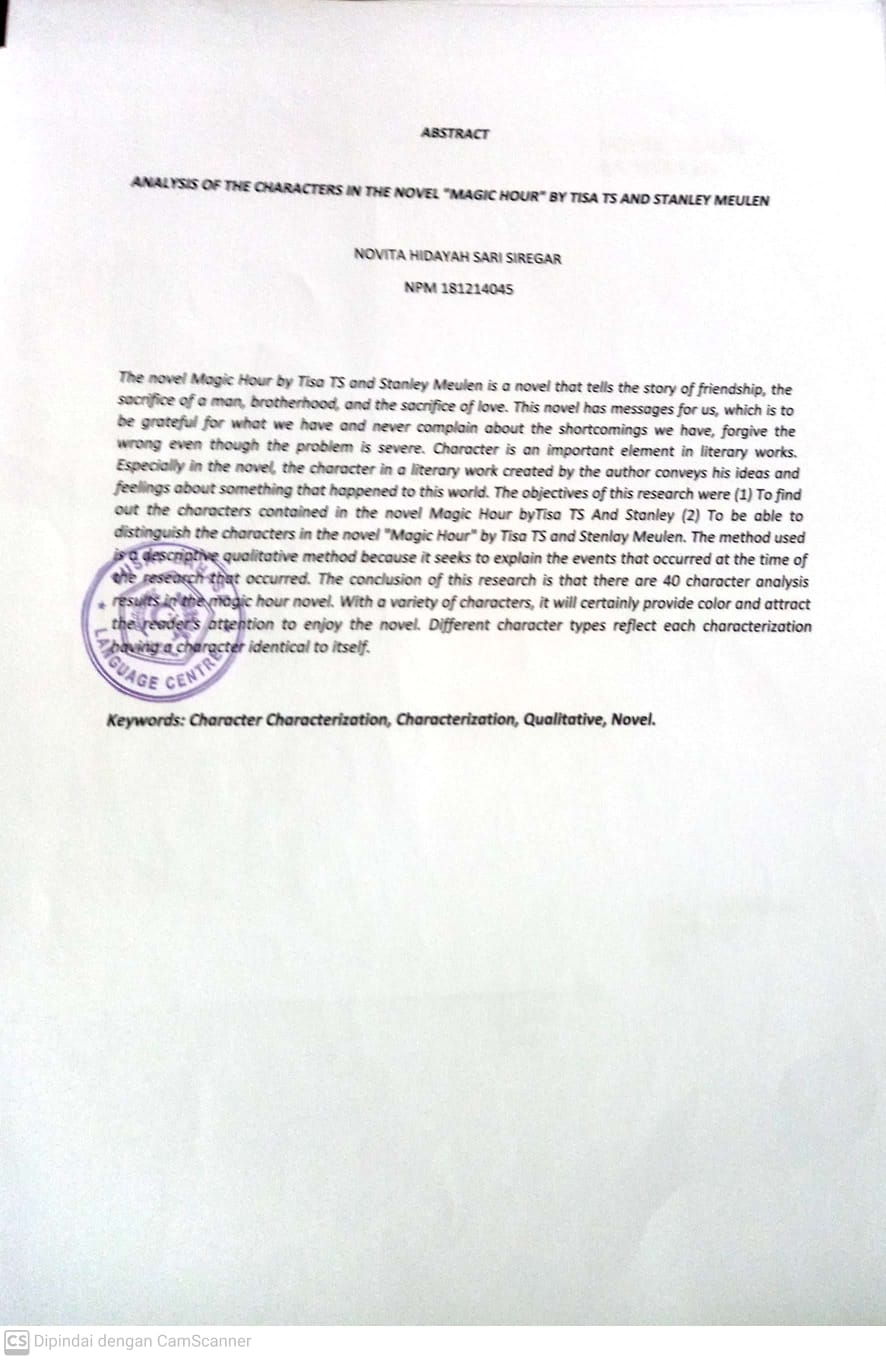 ABSTRACT
ANALYSIS OF THE CHARACTERS IN THE NOVEL "MAGIC HOUR" BY TISA TS AND STANLEY MEULEN
NOVITA HIDAYAH SARI SIREGAR
NPM 181214045
The novel Magic Hour by Tisa TS and Stanley Meulen is a novel that tells the story of friendship, the
sacrifice of a man, brotherhood, and the sacrifice of love. This novel has messages for us, which is to
be grateful for what we have and never complain about the shortcomings we have, forgive the
wrong even though the problem is severe. Character is an important element in literary works.
Especially in the novel, the character in a literary work created by the author conveys his ideas and
feelings about something that happened to this world. The objectives of this research were (1) To find
out the characters contained in the novel Magic Hour byTisa TS And Stanley (2) To be able to
distinguish the characters in the novel "Magic Hour" by Tisa TS and Stenlay Meulen. The method used
is a descriptive qualitative method because it seeks to explain the events that occurred at the time of
the research that occurred. The conclusion of this research is that there are 40 character analysis
results in the magic hour novel. With a variety of characters, it will certainly provide color and attract
the reader's attention to enjoy the novel. Different character types reflect each characterization
having a character identical to itself.
LANGUAGE CENTRE
Keywords: Character Characterization, Characterization, Qualitative, Novel.
CS Dipindai dengan CamScanner